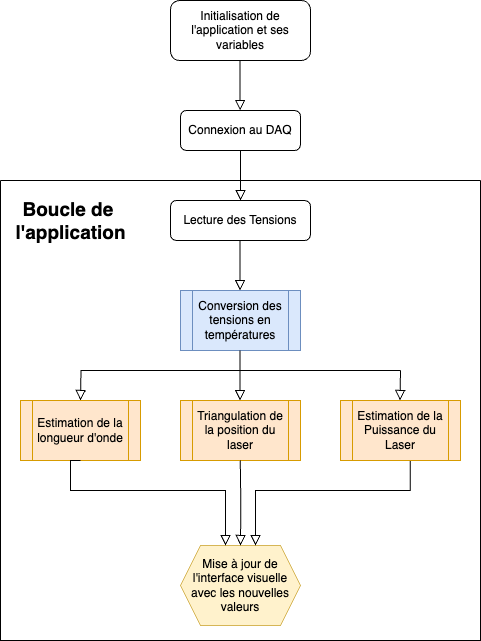 Initialisation de
l'application et ses
variables
Connexion au DAQ
Boucle de
l'application
Lecture des Tensions
Conversion des
tensions en
températures
Estimation de la
longueur d'onde
Triangulation de
la position du
laser
Estimation de la
Puissance du
Laser
Mise à jour de
l'interface visuelle
avec les nouvelles
valeurs